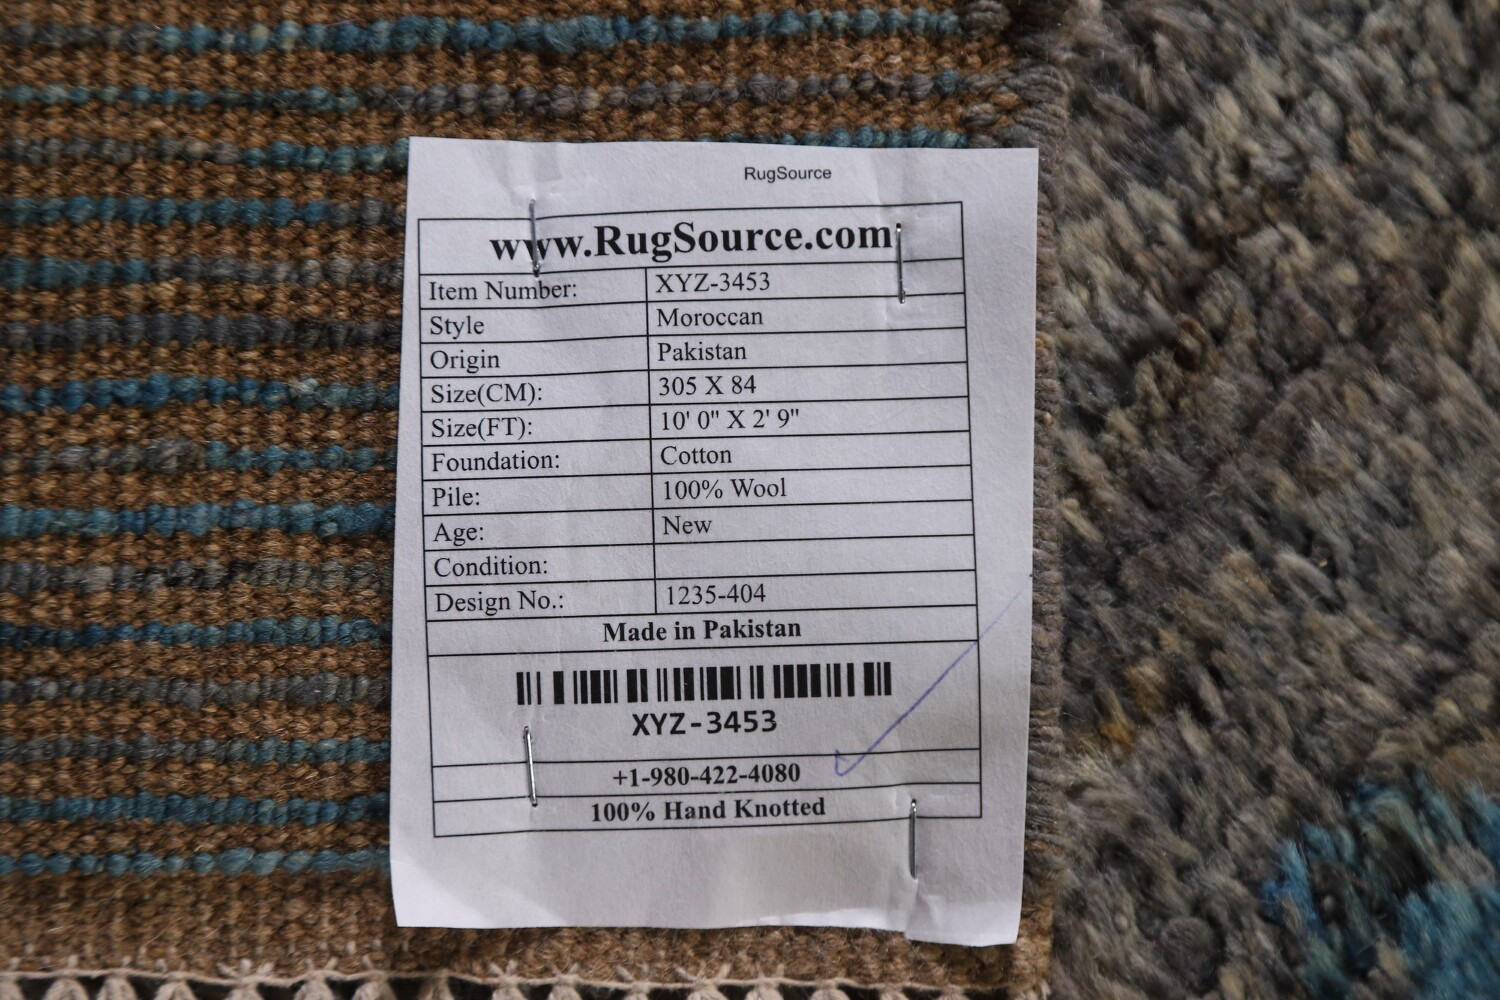 RugSource
www.RugSource.com
Item Number: XYZ-3453
Style Moroccan
Origin Pakistan
Size(CM): 305 X 84
Size(FT): 10' 0" X 2' 9"
Foundation: Cotton
Pile: 100% Wool
Age: New
Condition:
Design No.: 1235-404
Made in Pakistan
XYZ-3453
+1-980-422-4080
100% Hand Knotted